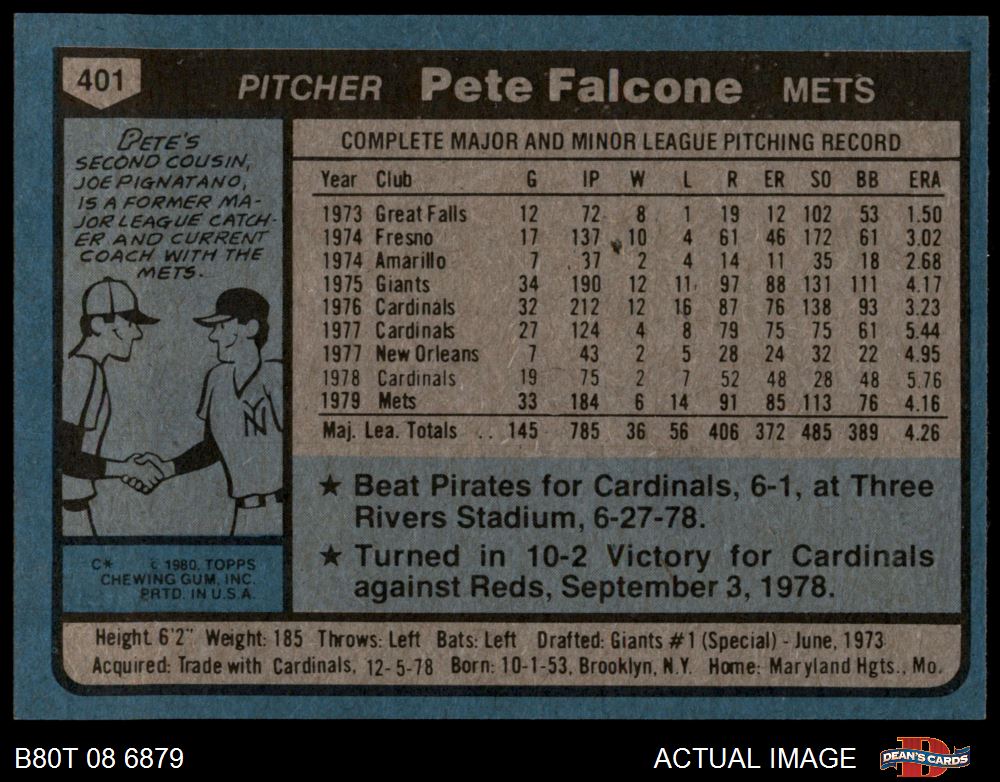 401 PITCHER Pete Falcone METS
PETE'S
SECOND COUSIN,
JOE PIGNATANO,
IS A FORMER MA-
JOR LEAGUE CATCH-
ER AND CURRENT
COACH WITH THE
METS.
NY
C* © 1980. TOPPS
CHEWING GUM, INC.
PRTD. IN U.S.A.
COMPLETE MAJOR AND MINOR LEAGUE PITCHING RECORD
Year Club G IP W L R ER SO BB ERA
1973 Great Falls 12 72 8 1 19 12 102 53 1.50
1974 Fresno 17 137 10 4 61 46 172 61 3.02
1974 Amarillo 7 37 2 4 14 11 35 18 2.68
1975 Giants 34 190 12 11 97 88 131 111 4.17
1976 Cardinals 32 212 12 16 87 76 138 93 3.23
1977 Cardinals 27 124 4 8 79 75 75 61 5.44
1977 New Orleans 7 43 2 5 28 24 32 22 4.95
1978 Cardinals 19 75 2 7 52 48 28 48 5.76
1979 Mets 33 184 6 14 91 85 113 76 4.16
Maj. Lea. Totals .. 145 785 36 56 406 372 485 389 4.26
★ Beat Pirates for Cardinals, 6-1, at Three
Rivers Stadium, 6-27-78.
★ Turned in 10-2 Victory for Cardinals
against Reds, September 3, 1978.
Height: 6'2" Weight: 185 Throws: Left Bats: Left Drafted: Giants #1 (Special) - June, 1973
Acquired: Trade with Cardinals, 12-5-78 Born: 10-1-53, Brooklyn, N.Y. Home: Maryland Hgts., Mo.
B80T 08 6879 ACTUAL IMAGE DEAN'S CARDS